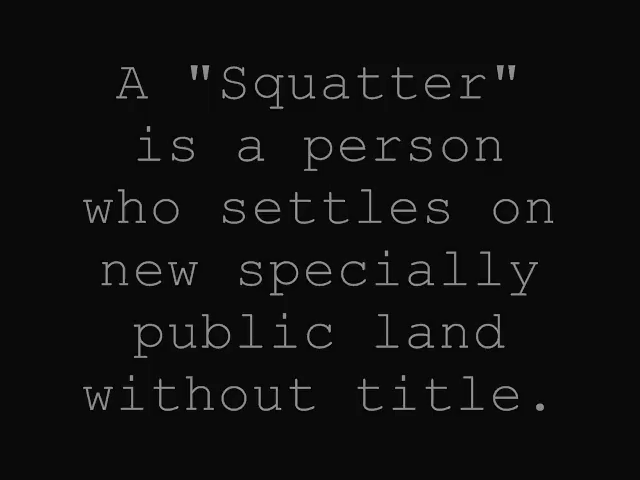 A "Squatter"
is a person
who settles on
new specially
public land
without title.